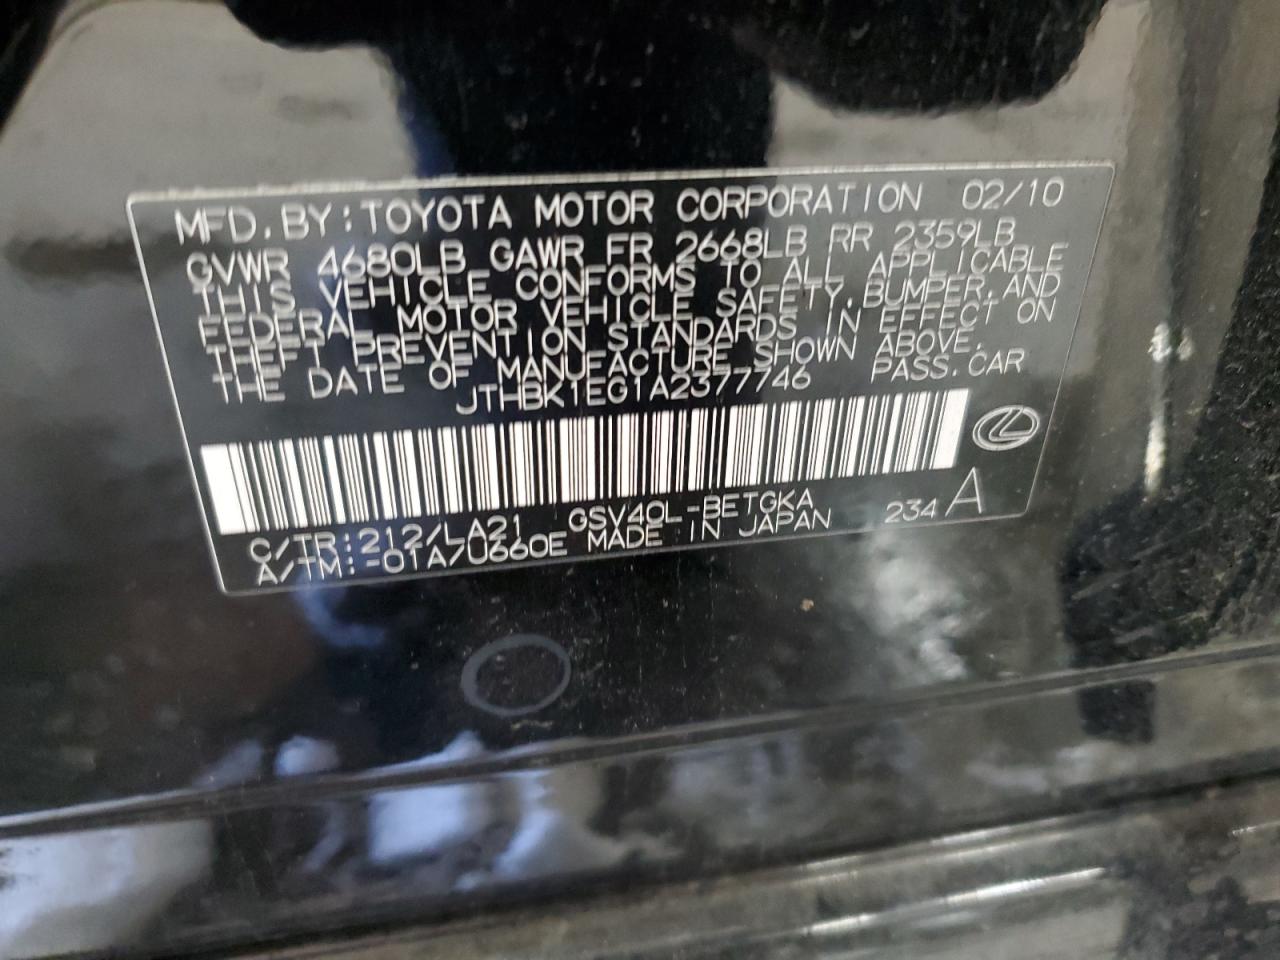 MFD. BY: TOYOTA MOTOR CORPORATION 02/10
GVWR 4680LB GAWR FR 2668LB RR 2359LB
THIS VEHICLE CONFORMS TO ALL APPLICABLE
FEDERAL MOTOR VEHICLE SAFETY, BUMPER, AND
THEFT PREVENTION STANDARDS IN EFFECT ON
THE DATE OF MANUFACTURE SHOWN ABOVE.
JTHBK1EG1A2377746 PASS. CAR
C/TR: 212/LA21 GSV40L-BETGKA 234 A
A/TM: -01A/U660E MADE IN JAPAN